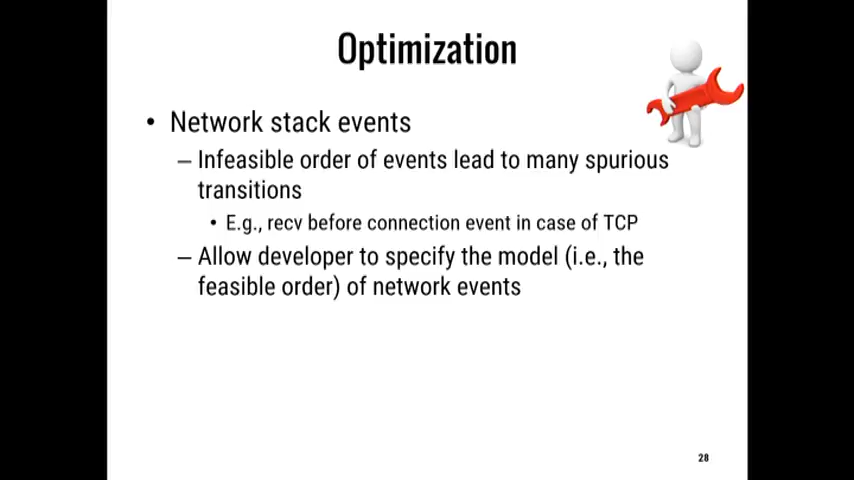 Optimization
• Network stack events
– Infeasible order of events lead to many spurious
transitions
• E.g., recv before connection event in case of TCP
– Allow developer to specify the model (i.e., the
feasible order) of network events
28